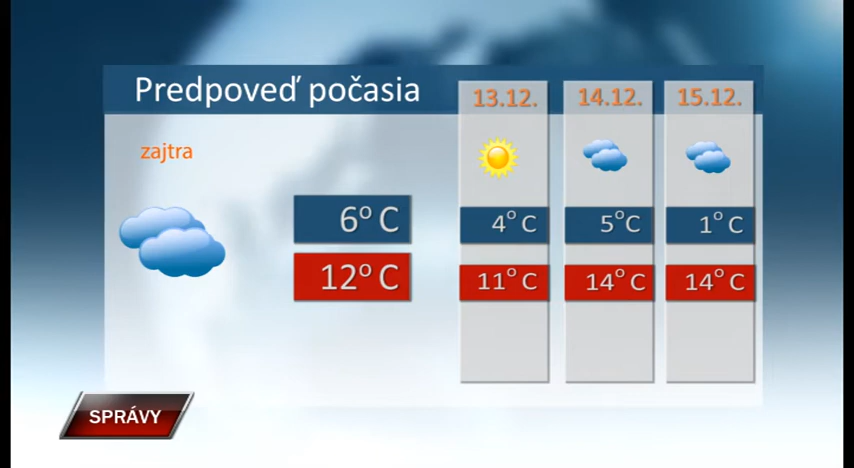 Predpoveď počasia
zajtra
6° C
12° C
13.12. 14.12. 15.12.
4° C 5°C 1° C
11° C 14° C 14° C
SPRÁVY